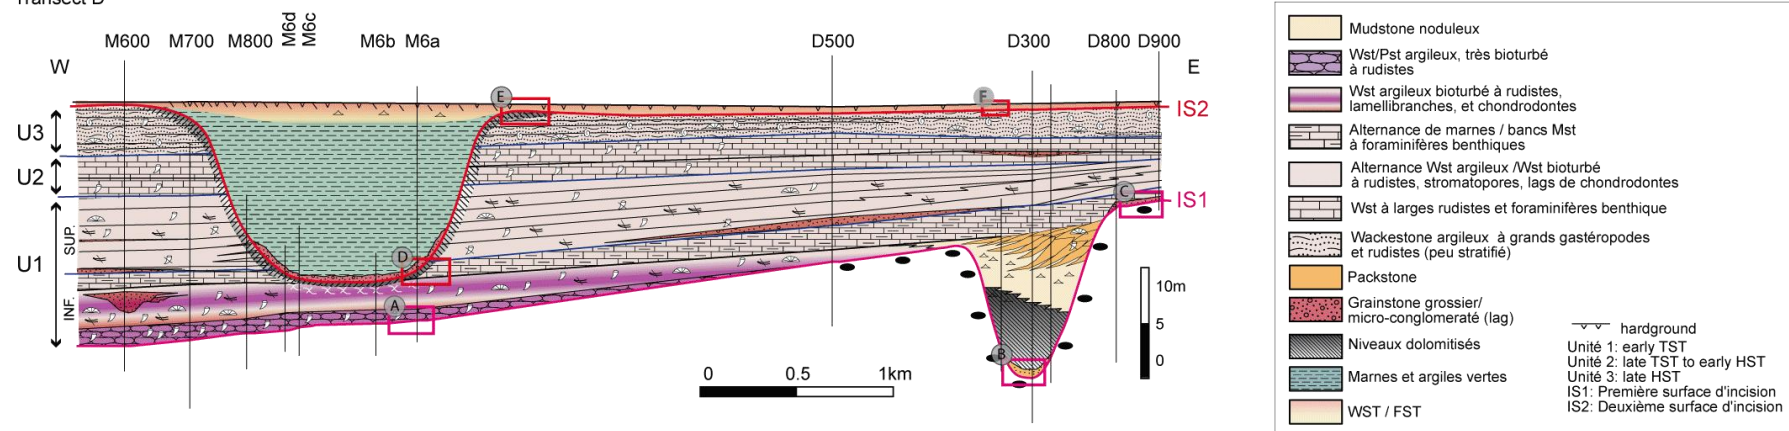 Transect D
M600 M700 M800 M6d M6c M6b M6a D500 D300 D800 D900
W
E
E
F
IS2
U3
U2
C
IS1
SUP.
U1
D
INF.
A
B
10m
5
0
0 0.5 1km
Mudstone noduleux
Wst/Pst argileux, très bioturbé
à rudistes
Wst argileux bioturbé à rudistes,
lamellibranches, et chondrodontes
Alternance de marnes / bancs Mst
à foraminifères benthiques
Alternance Wst argileux /Wst bioturbé
à rudistes, stromatopores, lags de chondrodontes
Wst à larges rudistes et foraminifères benthique
Wackestone argileux à grands gastéropodes
et rudistes (peu stratifié)
Packstone
Grainstone grossier/
micro-conglomeraté (lag)
Niveaux dolomitisés
Marnes et argiles vertes
WST / FST
hardground
Unité 1: early TST
Unité 2: late TST to early HST
Unité 3: late HST
IS1: Première surface d'incision
IS2: Deuxième surface d'incision